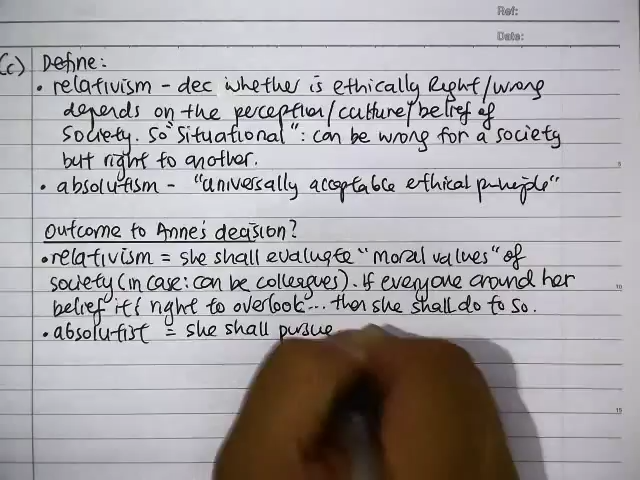 Ref:
Date:
(c) Define:
• relativism - dec whether is ethically Right/wrong
depends on the perception/culture/belief of
society. So "situational": can be wrong for a society
but right to another.
• absolutism - "universally acceptable ethical principle"
5
Outcome to Anne's decision?
• relativism = she shall evaluate "moral values" of
society (in case: can be colleagues). If everyone around her
10
belief it's right to overlook... then she shall do to so.
• absolutist = she shall pursue
15